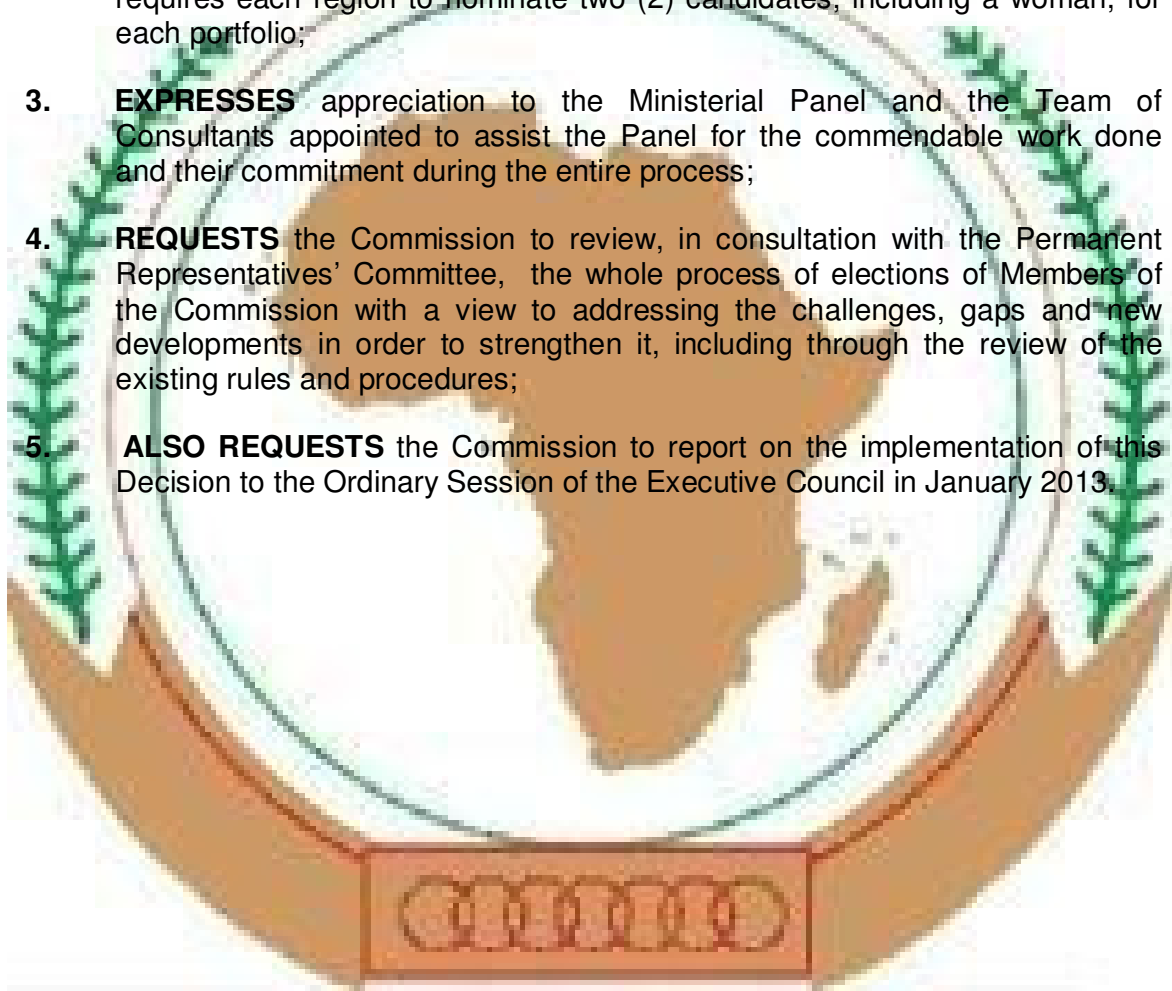 requires each region to nominate two (2) candidates, including a woman, for
each portfolio;
3. EXPRESSES appreciation to the Ministerial Panel and the Team of
Consultants appointed to assist the Panel for the commendable work done
and their commitment during the entire process;
4. REQUESTS the Commission to review, in consultation with the Permanent
Representatives’ Committee, the whole process of elections of Members of
the Commission with a view to addressing the challenges, gaps and new
developments in order to strengthen it, including through the review of the
existing rules and procedures;
5. ALSO REQUESTS the Commission to report on the implementation of this
Decision to the Ordinary Session of the Executive Council in January 2013.